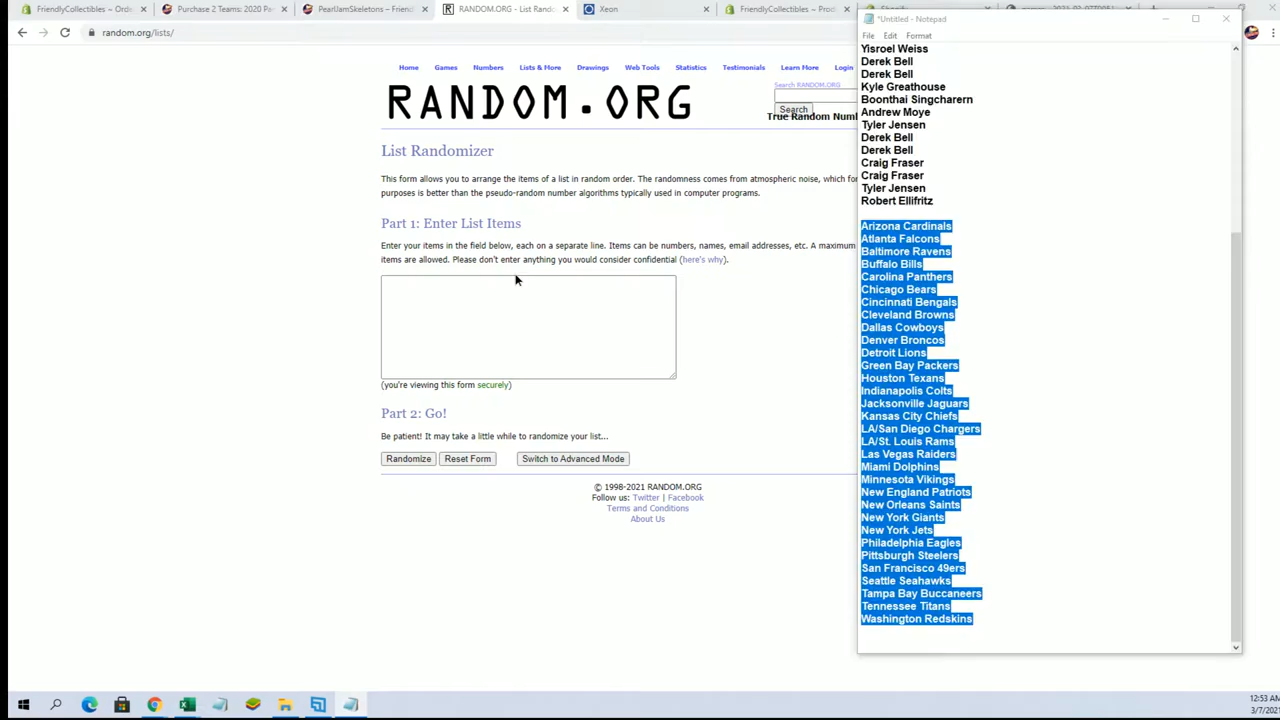 FriendlyCollectibles – Ord
Purchase 2 Teams: 2020 Pa
PearlJamSkeletons – Friend
RANDOM.ORG - List Rando
Xeon
FriendlyCollectibles ~ Prod
random.org/lists/
Home
Games
Numbers
Lists & More
Drawings
Web Tools
Statistics
Testimonials
Learn More
Login
Search RANDOM.ORG
RANDOM.ORG
Search
True Random Num
List Randomizer
This form allows you to arrange the items of a list in random order. The randomness comes from atmospheric noise, which for
purposes is better than the pseudo-random number algorithms typically used in computer programs.
Part 1: Enter List Items
Enter your items in the field below, each on a separate line. Items can be numbers, names, email addresses, etc. A maximum
items are allowed. Please don't enter anything you would consider confidential (here's why).
(you're viewing this form securely)
Part 2: Go!
Be patient! It may take a little while to randomize your list...
Randomize
Reset Form
Switch to Advanced Mode
© 1998-2021 RANDOM.ORG
Follow us: Twitter | Facebook
Terms and Conditions
About Us
*Untitled - Notepad
File Edit Format
Yisroel Weiss
Derek Bell
Derek Bell
Kyle Greathouse
Boonthai Singcharern
Andrew Moye
Tyler Jensen
Derek Bell
Derek Bell
Craig Fraser
Craig Fraser
Tyler Jensen
Robert Ellifritz
Arizona Cardinals
Atlanta Falcons
Baltimore Ravens
Buffalo Bills
Carolina Panthers
Chicago Bears
Cincinnati Bengals
Cleveland Browns
Dallas Cowboys
Denver Broncos
Detroit Lions
Green Bay Packers
Houston Texans
Indianapolis Colts
Jacksonville Jaguars
Kansas City Chiefs
LA/San Diego Chargers
LA/St. Louis Rams
Las Vegas Raiders
Miami Dolphins
Minnesota Vikings
New England Patriots
New Orleans Saints
New York Giants
New York Jets
Philadelphia Eagles
Pittsburgh Steelers
San Francisco 49ers
Seattle Seahawks
Tampa Bay Buccaneers
Tennessee Titans
Washington Redskins
12:53 AM
3/7/2021